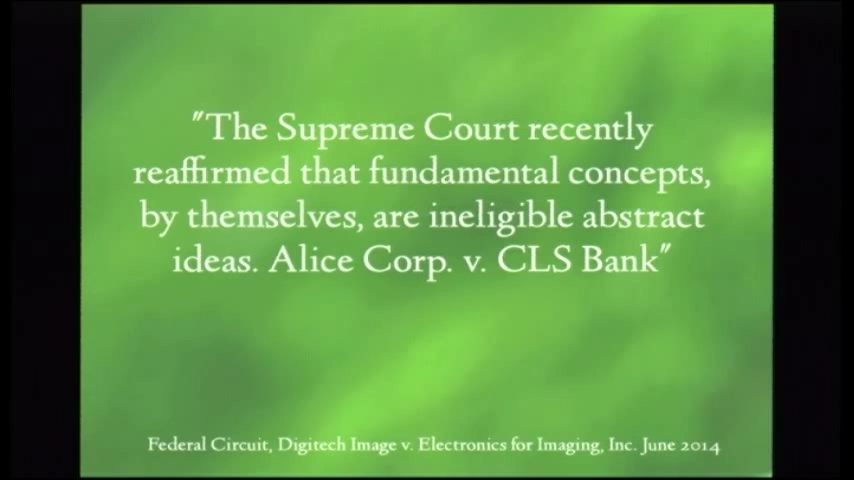 "The Supreme Court recently
reaffirmed that fundamental concepts,
by themselves, are ineligible abstract
ideas. Alice Corp. v. CLS Bank"
Federal Circuit, Digitech Image v. Electronics for Imaging, Inc. June 2014